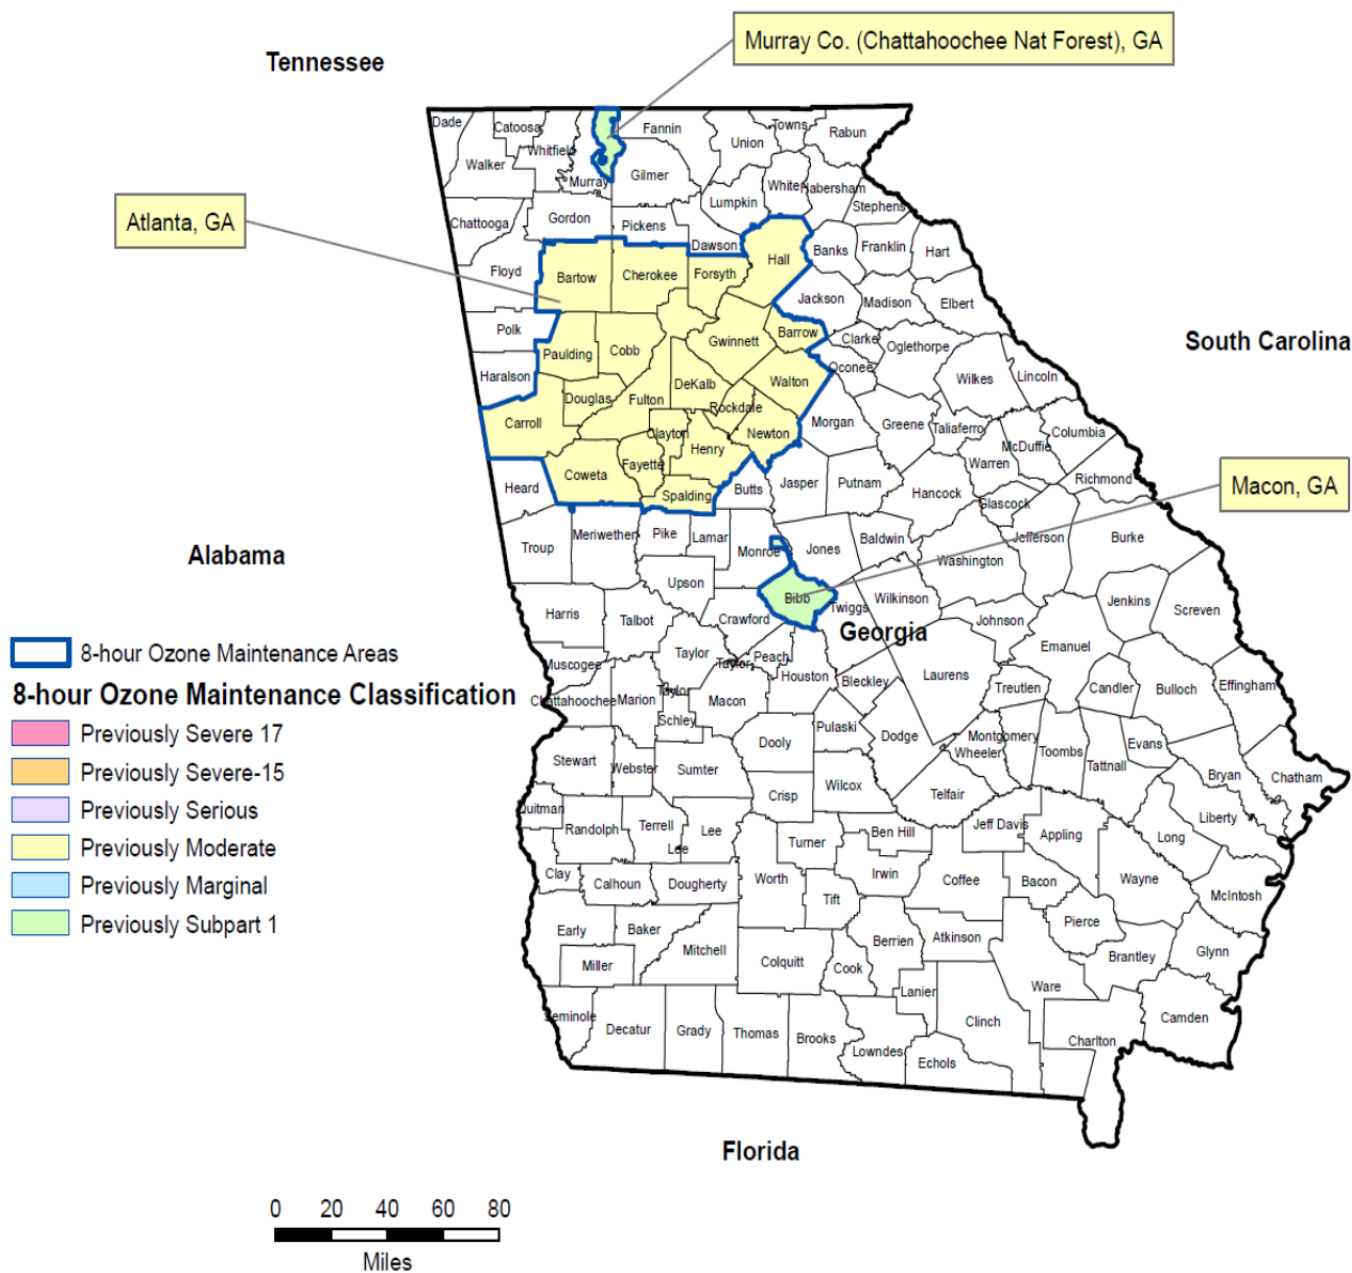 Murray Co. (Chattahoochee Nat Forest), GA
Tennessee
Dade
Catoosa
Whitfield
Walker
Murray
Fannin
Gilmer
Union
Towns
Rabun
White
Habersham
Stephens
Lumpkin
Chattooga
Gordon
Pickens
Dawson
Atlanta, GA
Floyd
Bartow
Cherokee
Forsyth
Hall
Banks
Franklin
Hart
Jackson
Madison
Elbert
Polk
Paulding
Cobb
Gwinnett
Barrow
Clarke
Oglethorpe
Oconee
South Carolina
Haralson
Douglas
Fulton
DeKalb
Rockdale
Walton
Wilkes
Lincoln
Carroll
Clayton
Henry
Newton
Morgan
Greene
Taliaferro
McDuffie
Columbia
Warren
Richmond
Coweta
Fayette
Spalding
Heard
Butts
Jasper
Putnam
Hancock
Glascock
Macon, GA
Alabama
Troup
Meriwether
Pike
Lamar
Monroe
Jones
Baldwin
Washington
Jefferson
Burke
Upson
Bibb
Twiggs
Wilkinson
Jenkins
Screven
Harris
Talbot
Crawford
Georgia
Johnson
Emanuel
8-hour Ozone Maintenance Areas
8-hour Ozone Maintenance Classification
Previously Severe 17
Previously Severe-15
Previously Serious
Previously Moderate
Previously Marginal
Previously Subpart 1
Muscogee
Taylor
Taylor
Taylor
Peach
Houston
Bleckley
Laurens
Treutlen
Candler
Bulloch
Effingham
Chattahoochee
Marion
Schley
Macon
Dooly
Pulaski
Dodge
Montgomery
Wheeler
Toombs
Tattnall
Evans
Bryan
Chatham
Stewart
Webster
Sumter
Crisp
Wilcox
Telfair
Liberty
Quitman
Randolph
Terrell
Lee
Lee
Turner
Ben Hill
Jeff Davis
Appling
Long
Clay
Calhoun
Dougherty
Worth
Tift
Irwin
Coffee
Bacon
Wayne
McIntosh
Early
Baker
Mitchell
Colquitt
Cook
Berrien
Atkinson
Pierce
Brantley
Glynn
Miller
Lanier
Ware
Clinch
Camden
Seminole
Decatur
Grady
Thomas
Brooks
Lowndes
Echols
Charlton
Florida
0 20 40 60 80
Miles